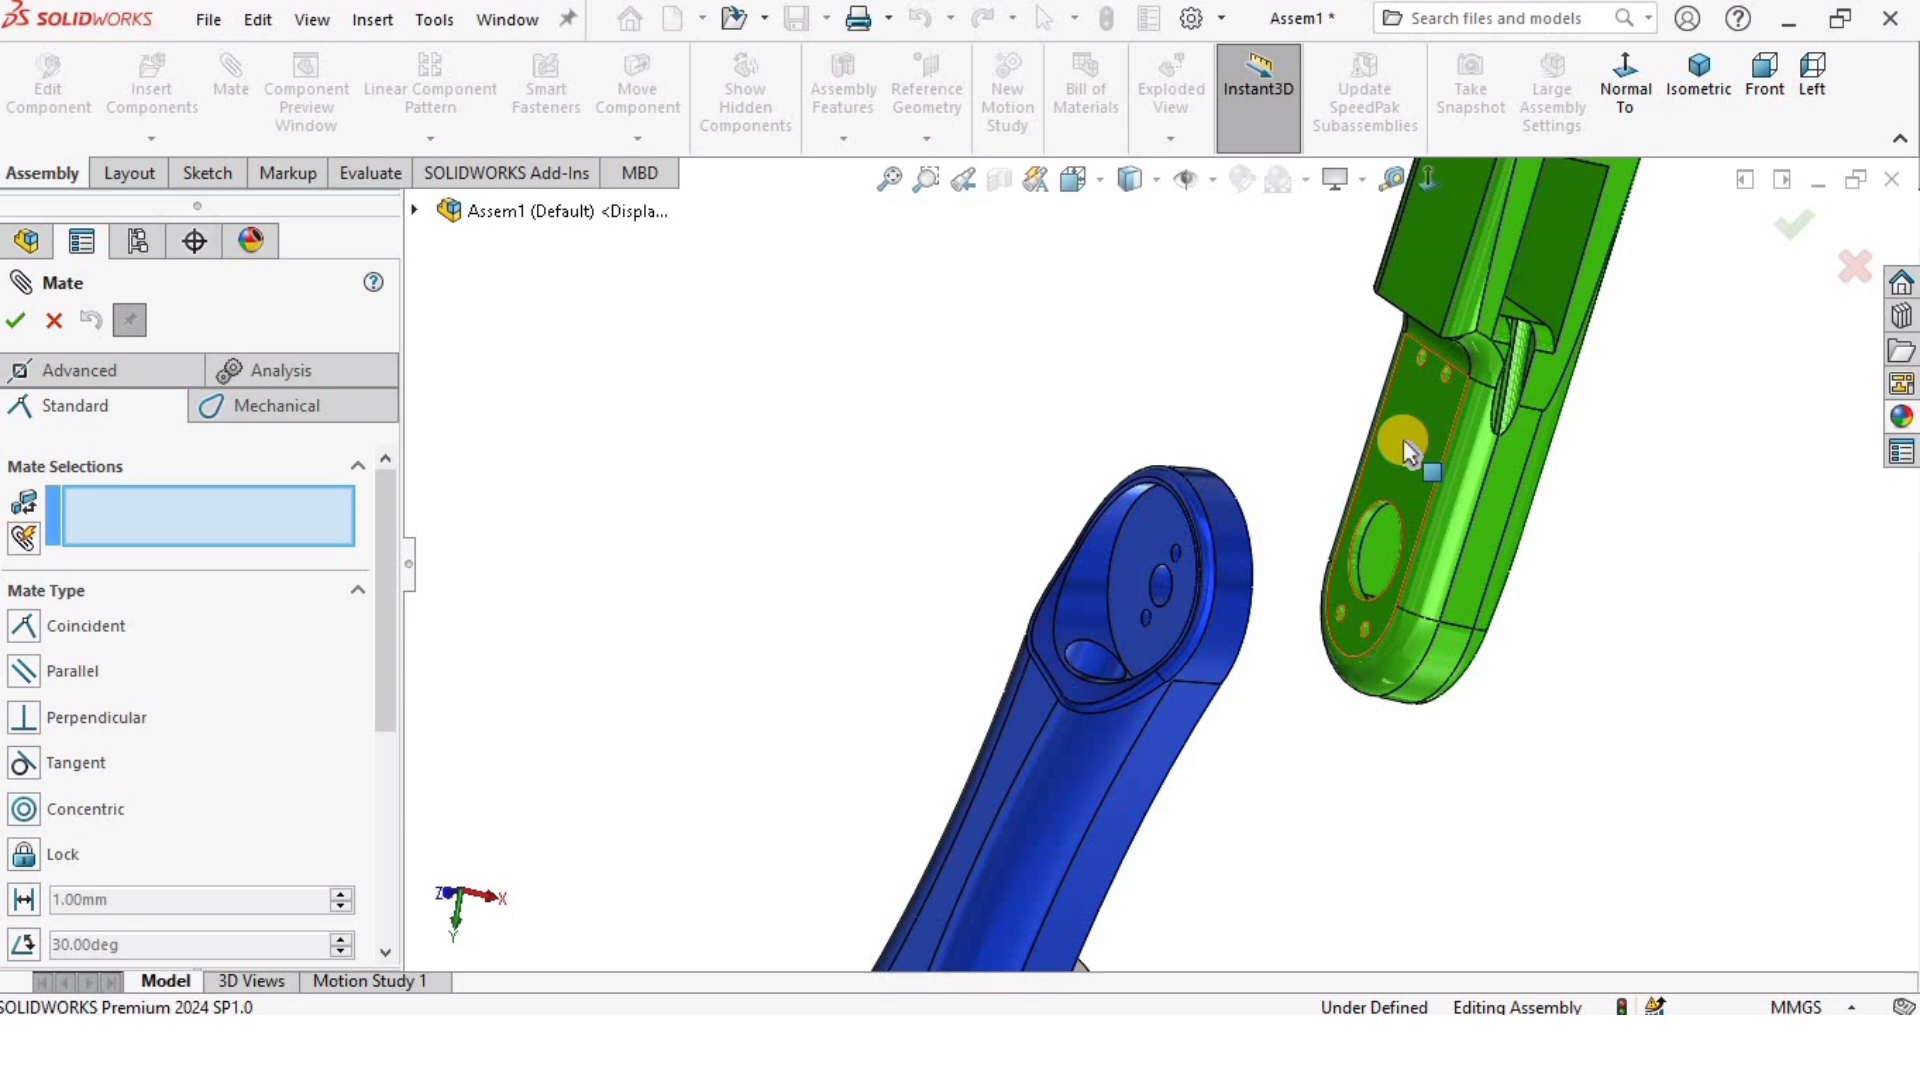 SOLIDWORKS File Edit View Insert Tools Window Assem1 * Search files and models
Edit Component
Insert Components
Mate
Component Preview Window
Linear Component Pattern
Smart Fasteners
Move Component
Show Hidden Components
Assembly Features
Reference Geometry
New Motion Study
Bill of Materials
Exploded View
Instant3D
Update SpeedPak Subassemblies
Take Snapshot
Large Assembly Settings
Normal To
Isometric
Front
Left
Assembly Layout Sketch Markup Evaluate SOLIDWORKS Add-Ins MBD
Assem1 (Default) <Displa...
Mate
Advanced Analysis
Standard Mechanical
Mate Selections
Mate Type
Coincident
Parallel
Perpendicular
Tangent
Concentric
Lock
1.00mm
30.00deg
Z X
Y
Model 3D Views Motion Study 1
SOLIDWORKS Premium 2024 SP1.0 Under Defined Editing Assembly MMGS